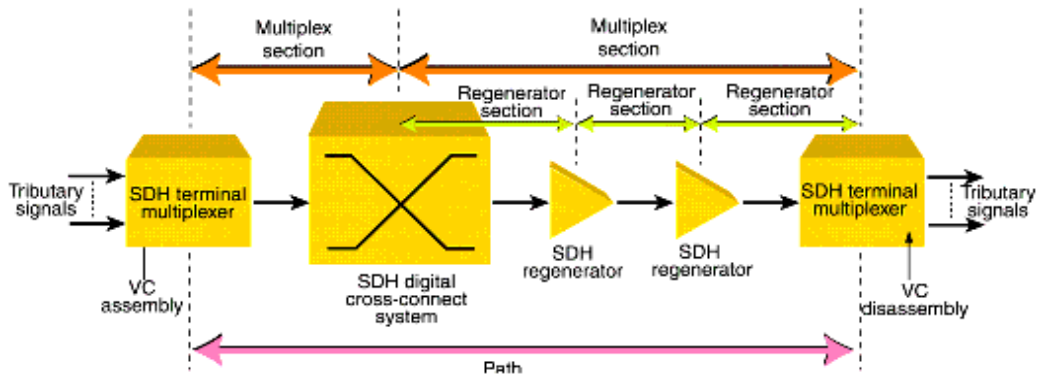 Multiplex
section
Multiplex
section
Regenerator
section
Regenerator
section
Regenerator
section
Tributary
signals
SDH terminal
multiplexer
SDH terminal
multiplexer
Tributary
signals
SDH
regenerator
SDH
regenerator
VC
assembly
SDH digital
cross-connect
system
VC
disassembly
Path